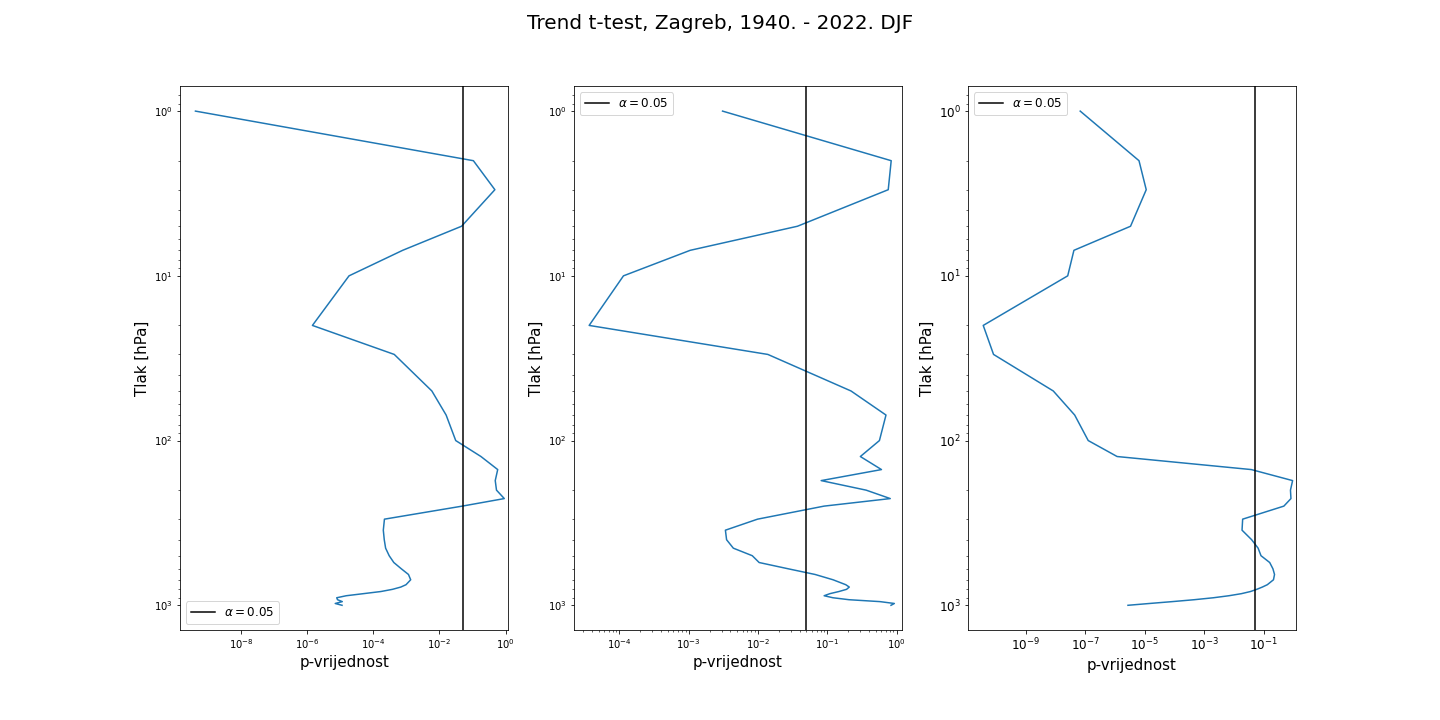 Trend t-test, Zagreb, 1940. - 2022. DJF
10⁰
10¹
10²
10³
Tlak [hPa]
α = 0.05
10⁻⁸
10⁻⁶
10⁻⁴
10⁻²
10⁰
p-vrijednost
α = 0.05
10⁰
10¹
10²
10³
Tlak [hPa]
10⁻⁴
10⁻³
10⁻²
10⁻¹
10⁰
p-vrijednost
α = 0.05
10⁰
10¹
10²
10³
Tlak [hPa]
10⁻⁹
10⁻⁷
10⁻⁵
10⁻³
10⁻¹
p-vrijednost